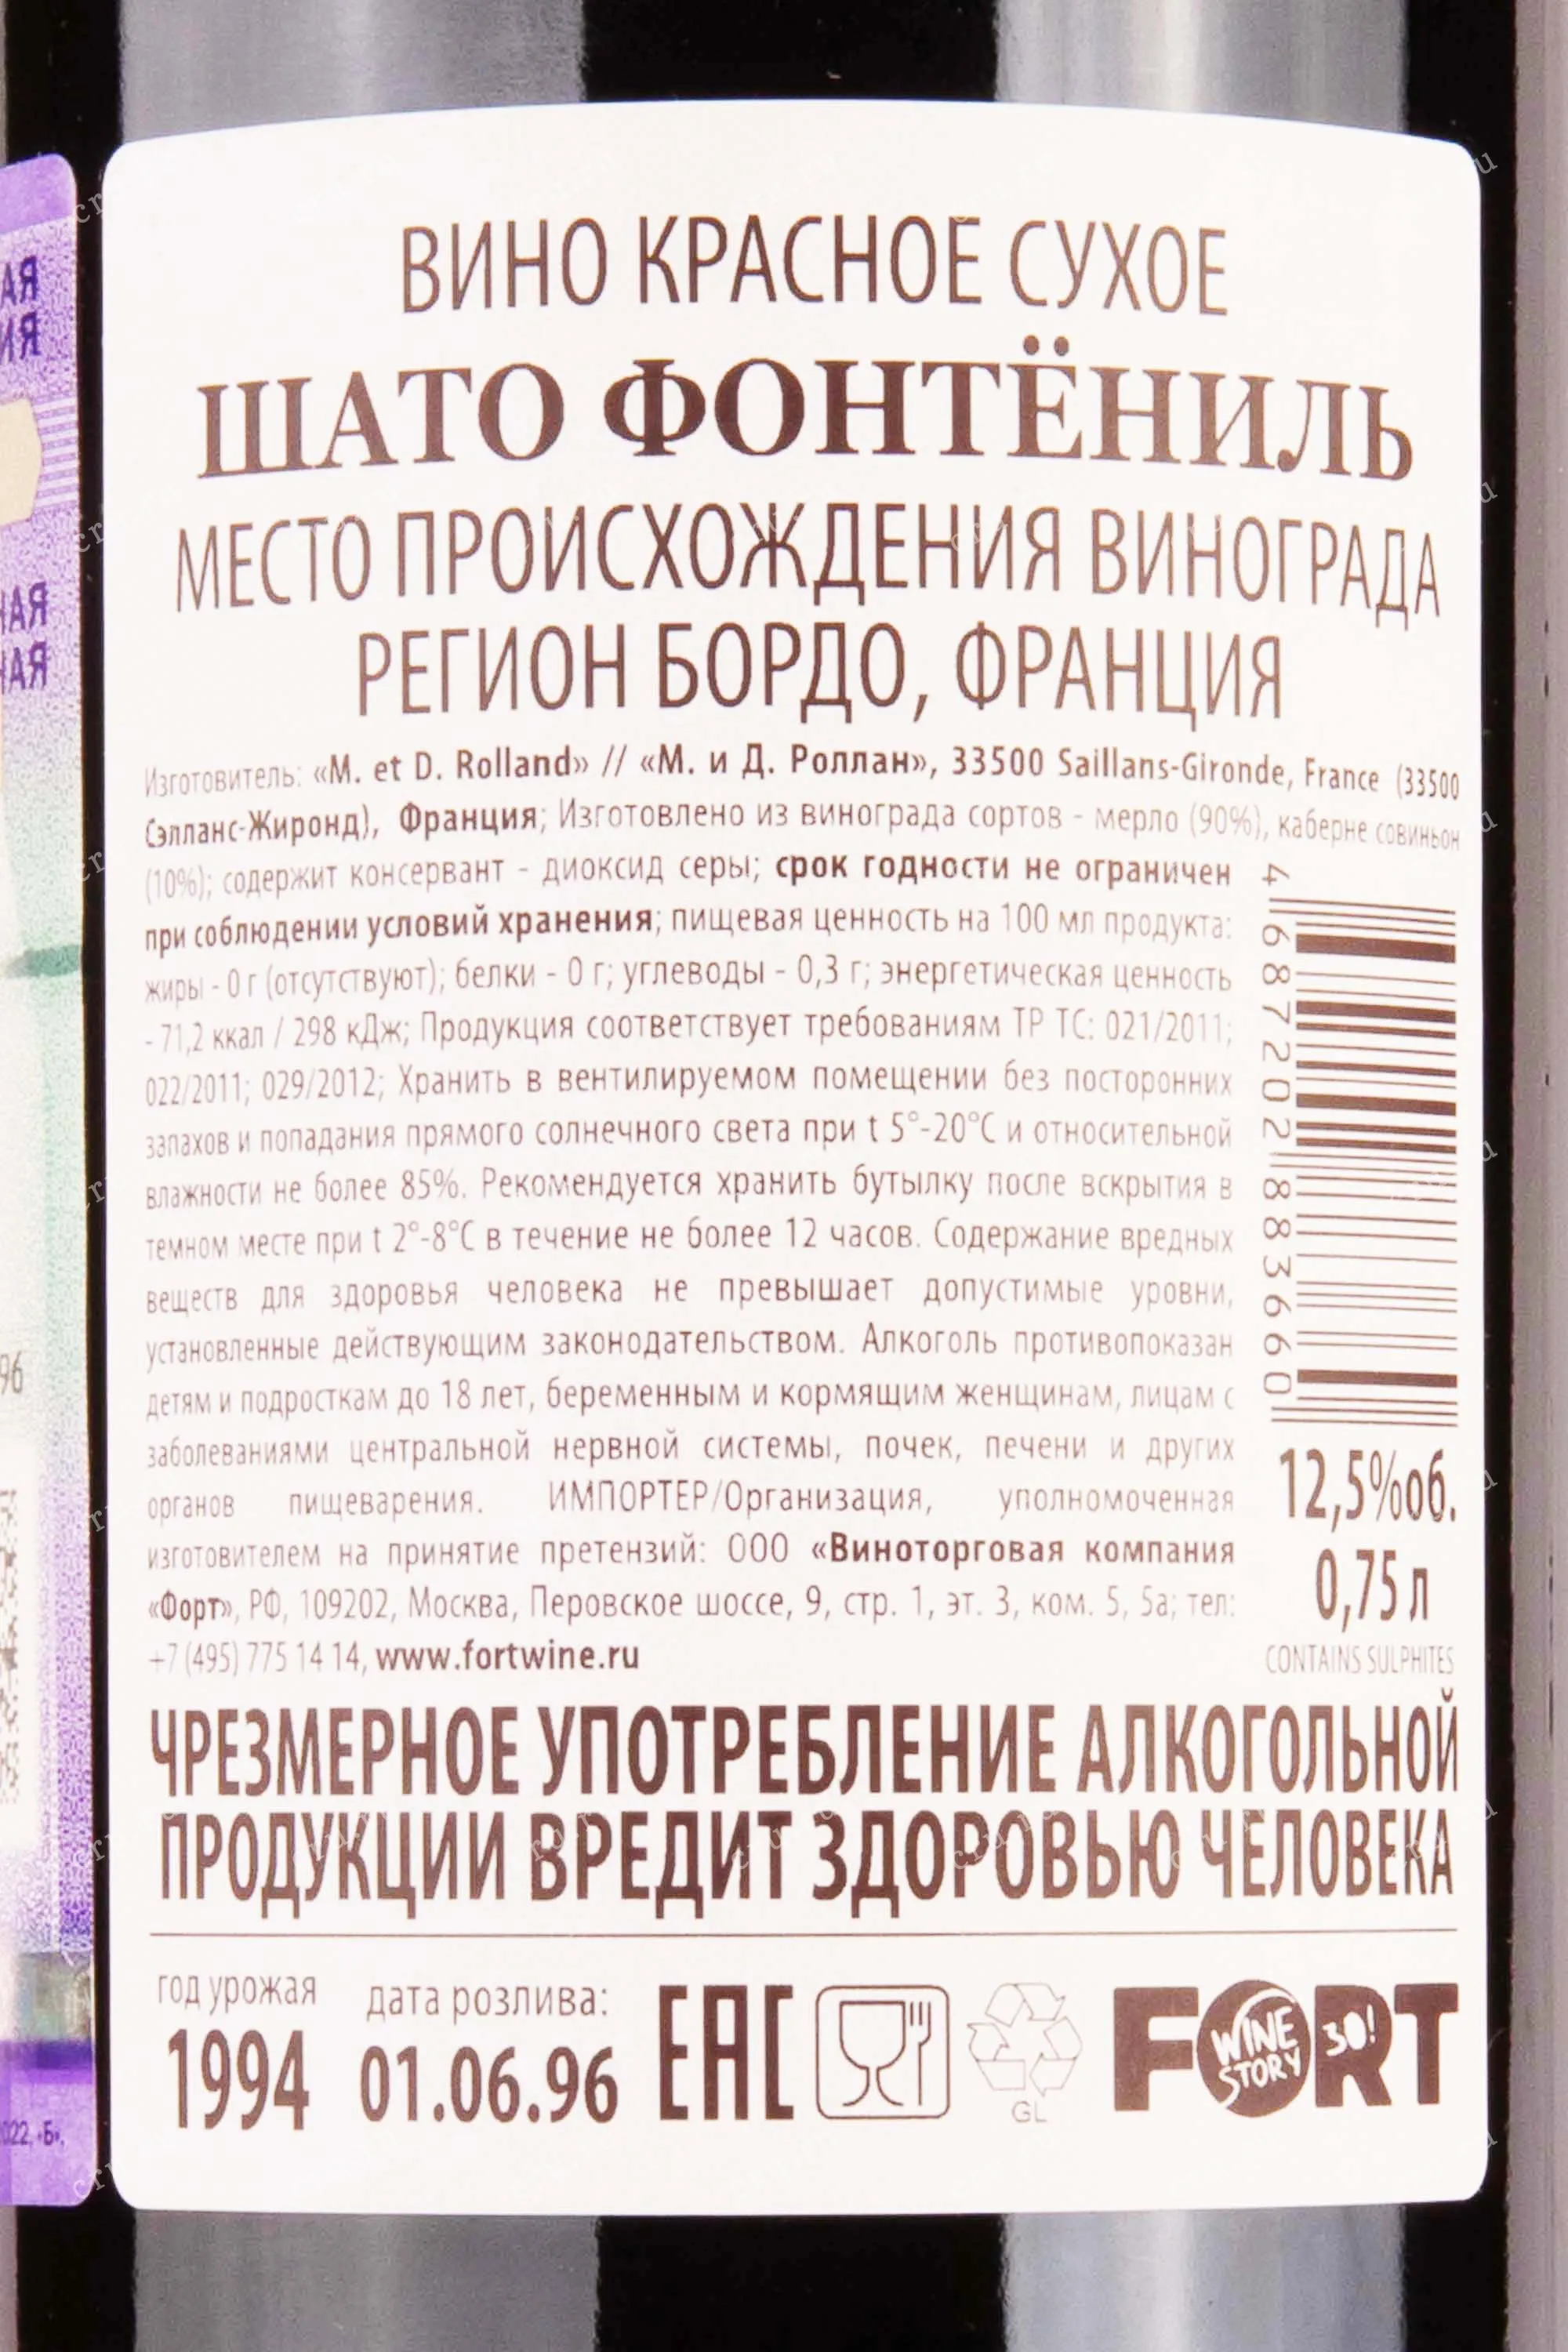 ВИНО КРАСНОЕ СУХОЕ
ШАТО ФОНТЁНИЛЬ
МЕСТО ПРОИСХОЖДЕНИЯ ВИНОГРАДА
РЕГИОН БОРДО, ФРАНЦИЯ
Изготовитель: «M. et D. Rolland» // «М. и Д. Роллан», 33500 Saillans-Gironde, France (33500
Сэлланс-Жиронд), Франция; Изготовлено из винограда сортов - мерло (90%), каберне совиньон
(10%); содержит консервант - диоксид серы; срок годности не ограничен
при соблюдении условий хранения; пищевая ценность на 100 мл продукта:
жиры - 0 г (отсутствуют); белки - 0 г; углеводы - 0,3 г; энергетическая ценность
- 71,2 ккал / 298 кДж; Продукция соответствует требованиям ТР ТС: 021/2011;
022/2011; 029/2012; Хранить в вентилируемом помещении без посторонних
запахов и попадания прямого солнечного света при t 5°-20°C и относительной
влажности не более 85%. Рекомендуется хранить бутылку после вскрытия в
темном месте при t 2°-8°C в течение не более 12 часов. Содержание вредных
веществ для здоровья человека не превышает допустимые уровни,
установленные действующим законодательством. Алкоголь противопоказан
детям и подросткам до 18 лет, беременным и кормящим женщинам, лицам с
заболеваниями центральной нервной системы, почек, печени и других
органов пищеварения. ИМПОРТЕР/Организация, уполномоченная
изготовителем на принятие претензий: ООО «Виноторговая компания
«Форт», РФ, 109202, Москва, Перовское шоссе, 9, стр. 1, эт. 3, ком. 5, 5а; тел:
+7 (495) 775 14 14, www.fortwine.ru
4 687202 883660
12,5%об.
0,75 л
CONTAINS SULPHITES
ЧРЕЗМЕРНОЕ УПОТРЕБЛЕНИЕ АЛКОГОЛЬНОЙ
ПРОДУКЦИИ ВРЕДИТ ЗДОРОВЬЮ ЧЕЛОВЕКА
год урожая
1994
дата розлива:
01.06.96
ЕАС
GL
FORT
WINE STORY
30!